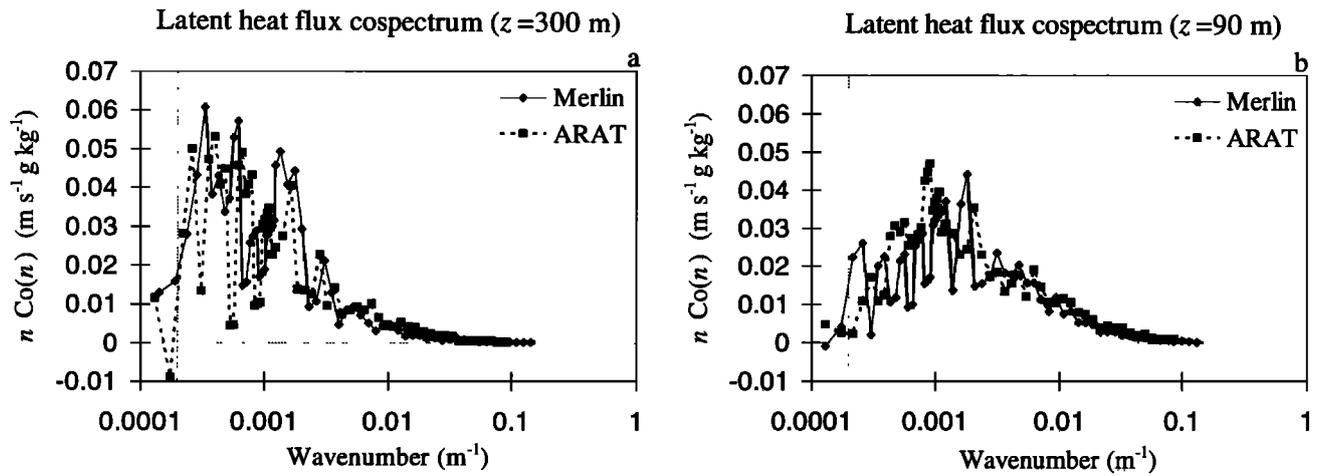 Latent heat flux cospectrum (z=300 m)
a
0.07
0.06
0.05
0.04
0.03
0.02
0.01
0
-0.01
n Co(n) (m s⁻¹ g kg⁻¹)
Merlin
ARAT
0.0001 0.001 0.01 0.1 1
Wavenumber (m⁻¹)
Latent heat flux cospectrum (z=90 m)
b
0.07
0.06
0.05
0.04
0.03
0.02
0.01
0
-0.01
n Co(n) (m s⁻¹ g kg⁻¹)
Merlin
ARAT
0.0001 0.001 0.01 0.1 1
Wavenumber (m⁻¹)